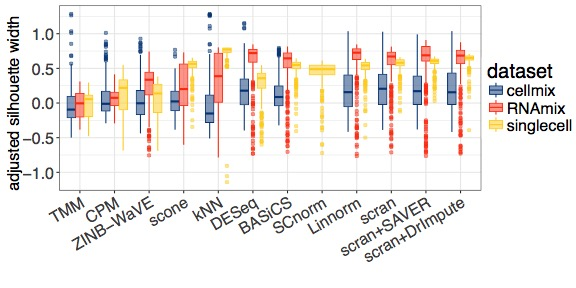 adjusted silhouette width
1.0
0.5
0.0
−0.5
−1.0
TMM
CPM
ZINB−WaVE
scone
kNN
DESeq
BASiCS
SCnorm
Linnorm
scran
scran+SAVER
scran+DrImpute
dataset
cellmix
RNAmix
singlecell